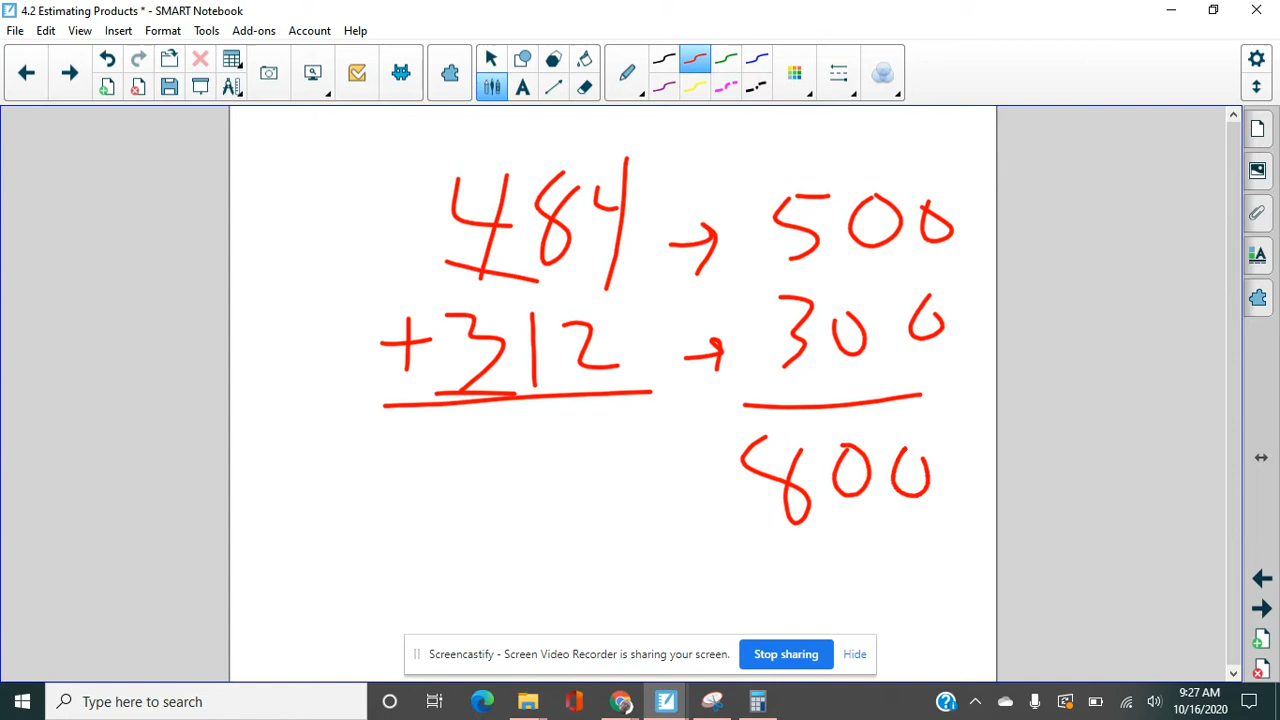 4.2 Estimating Products * - SMART Notebook
File Edit View Insert Format Tools Add-ons Account Help
484 → 500
+ 312 → 300
800
Screencastify - Screen Video Recorder is sharing your screen. Stop sharing Hide
Type here to search
9:27 AM
10/16/2020